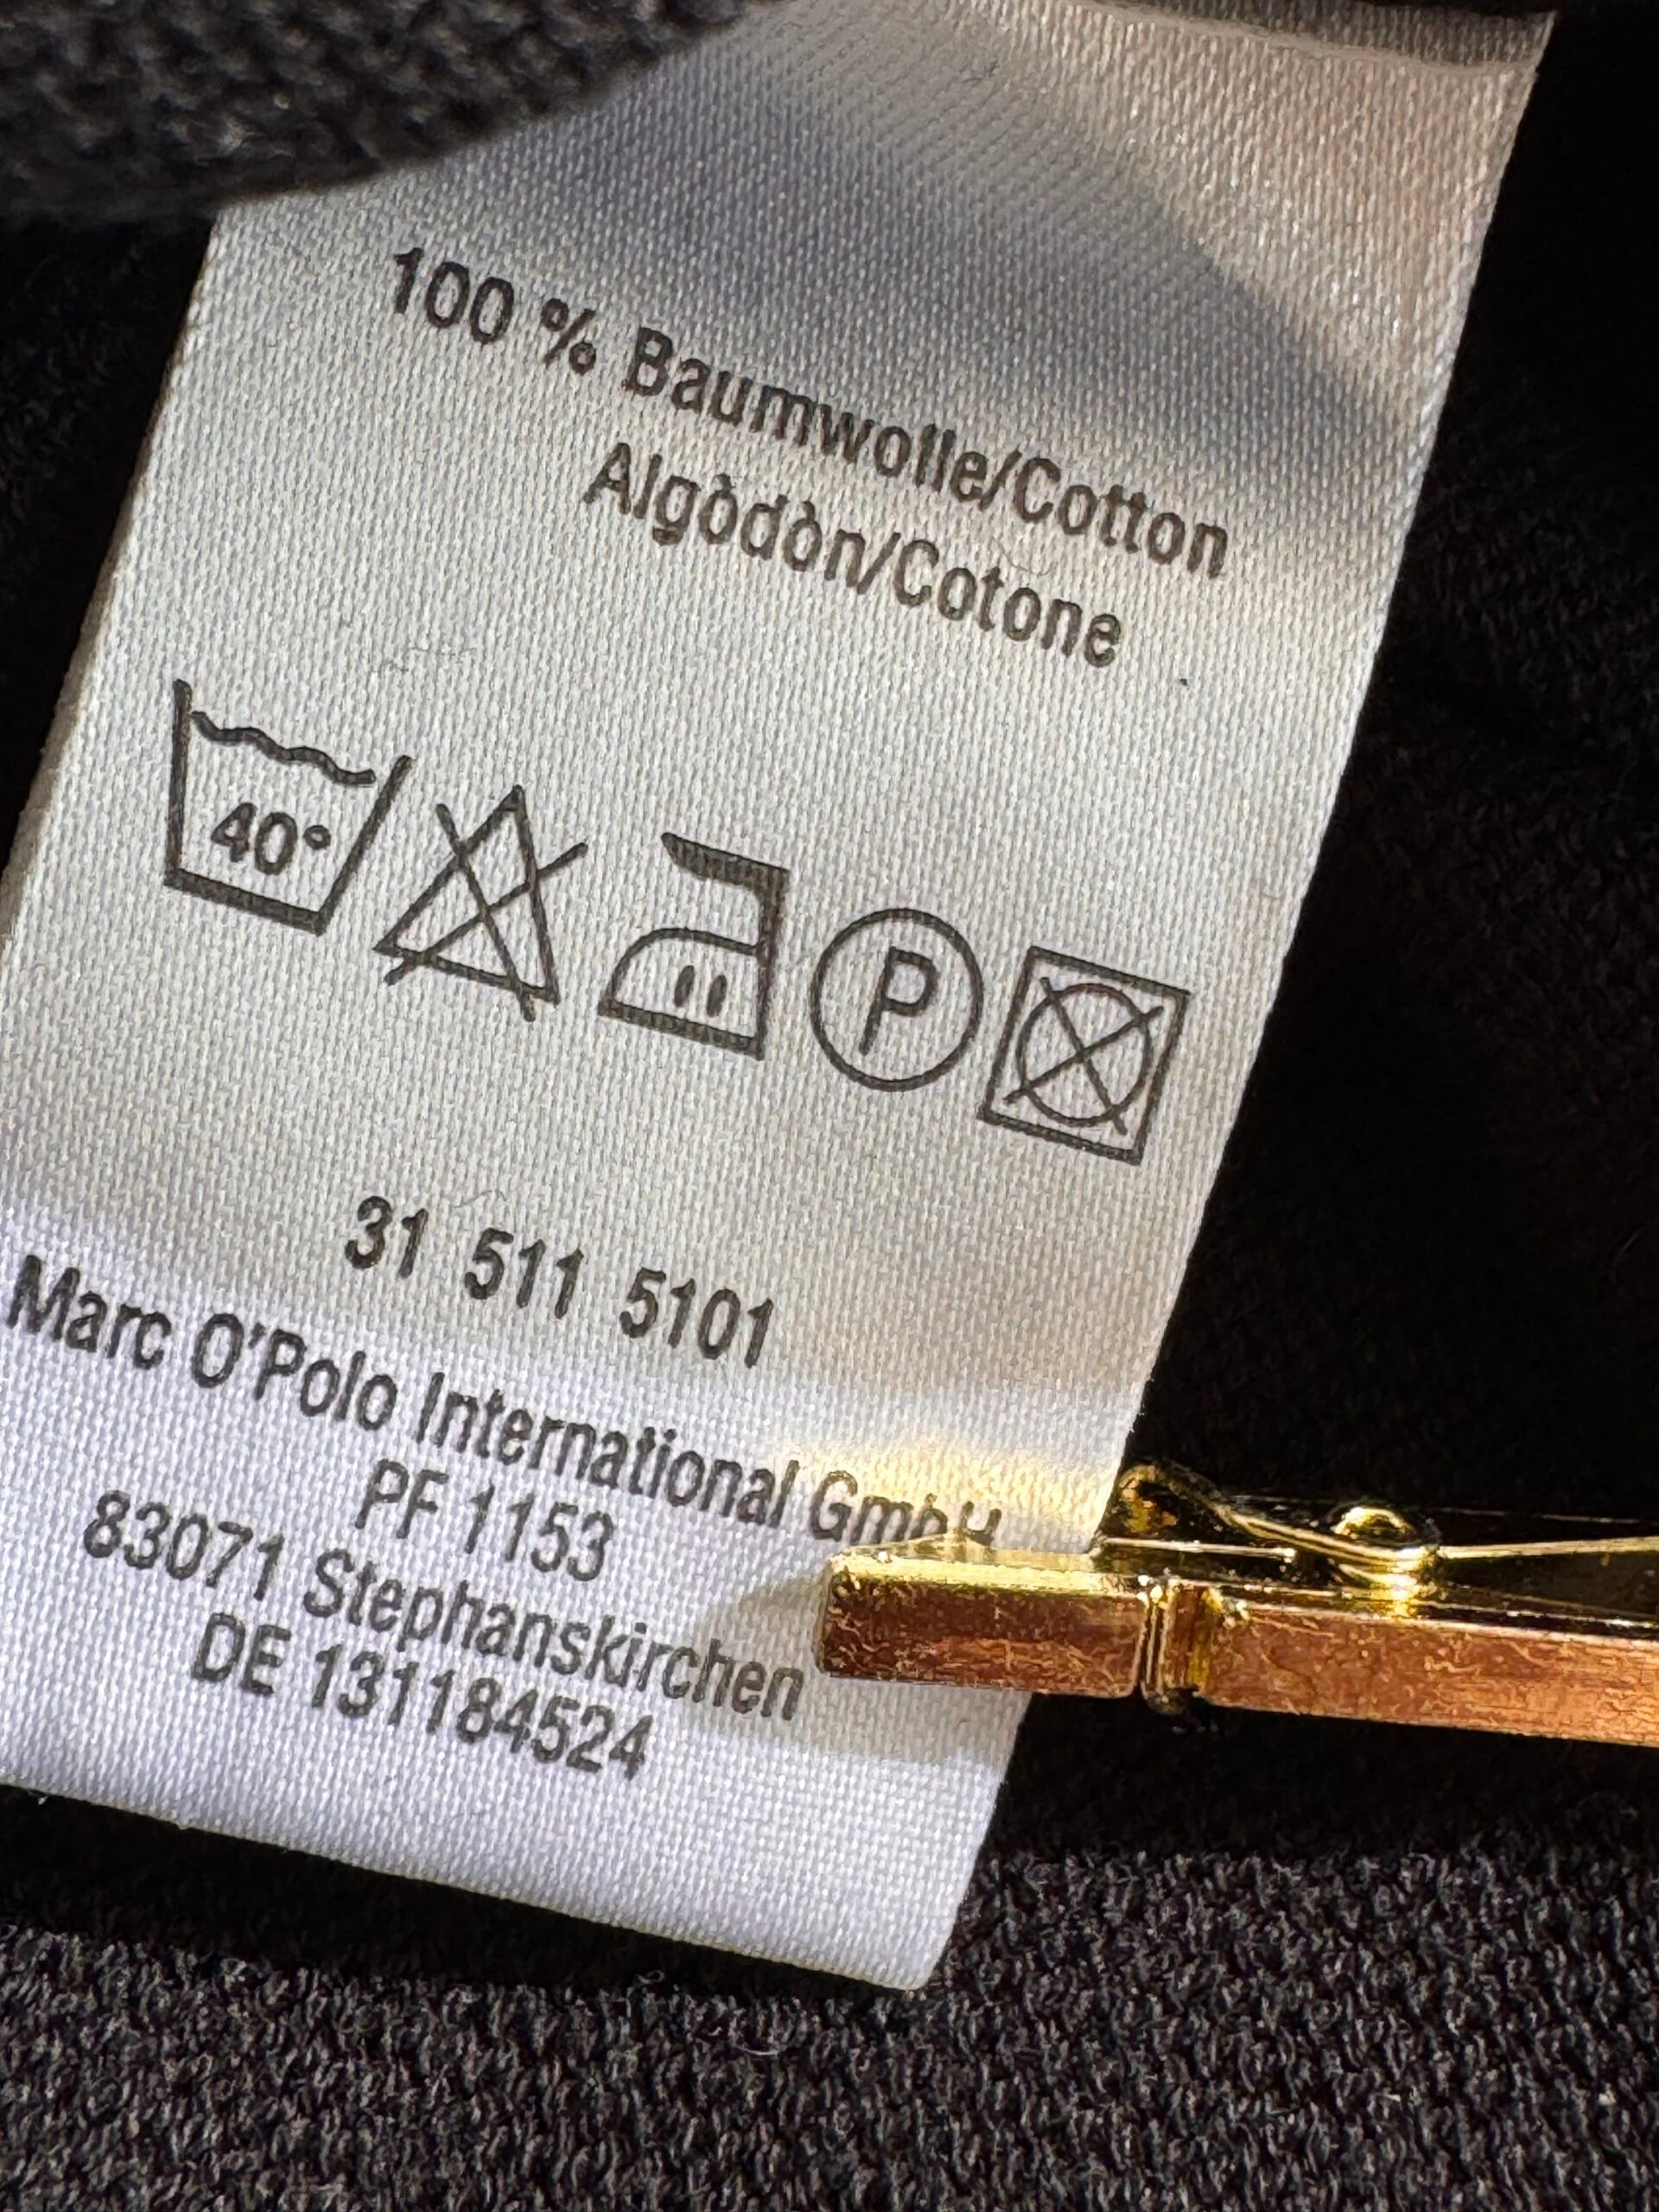 100 % Baumwolle/Cotton
Algòdòn/Cotone
40°
P
31 511 5101
Marc O'Polo International GmbH
PF 1153
83071 Stephanskirchen
DE 131184524